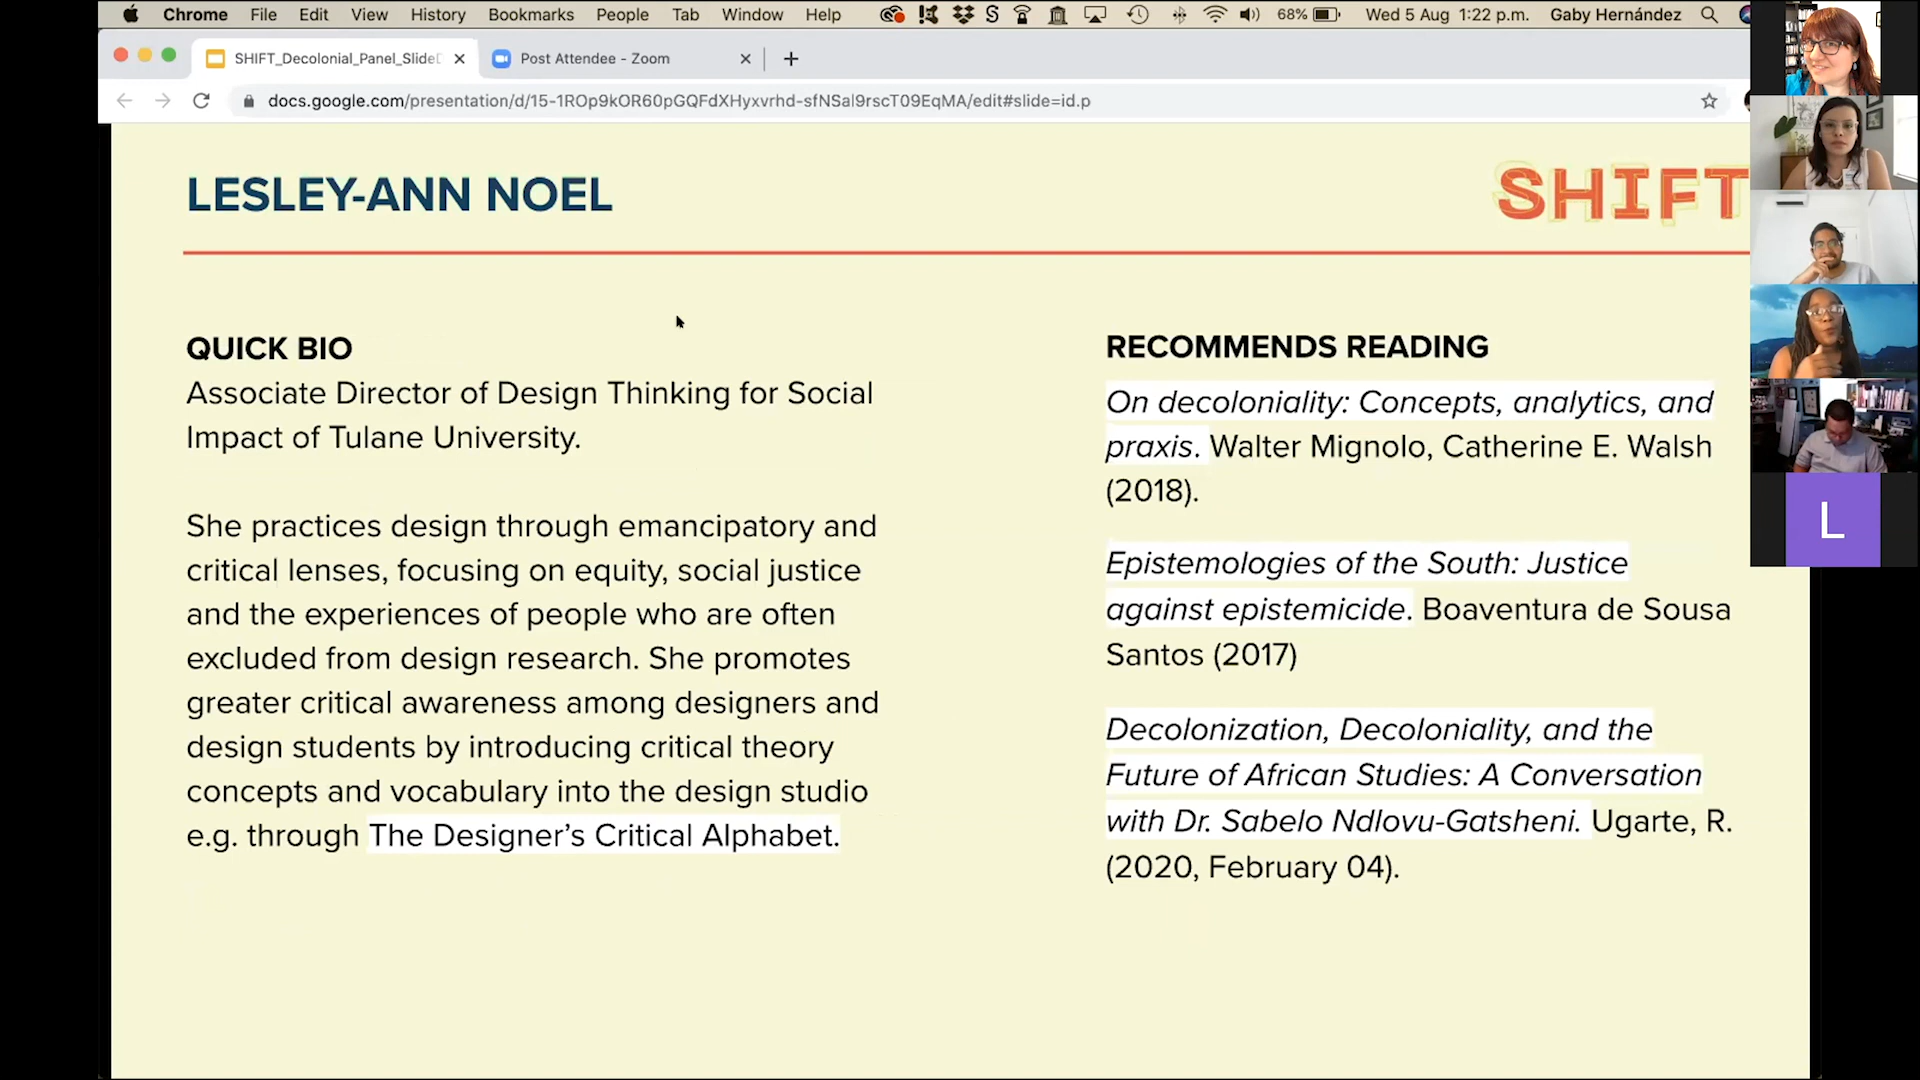 Chrome File Edit View History Bookmarks People Tab Window Help 68% Wed 5 Aug 1:22 p.m. Gaby Hernández
SHIFT_Decolonial_Panel_Slide
Post Attendee - Zoom
docs.google.com/presentation/d/15-1ROp9kOR60pGQFdXHyxvrhd-sfNSal9rscT09EqMA/edit#slide=id.p
LESLEY-ANN NOEL
SHIFT
QUICK BIO
Associate Director of Design Thinking for Social
Impact of Tulane University.
She practices design through emancipatory and
critical lenses, focusing on equity, social justice
and the experiences of people who are often
excluded from design research. She promotes
greater critical awareness among designers and
design students by introducing critical theory
concepts and vocabulary into the design studio
e.g. through The Designer’s Critical Alphabet.
RECOMMENDS READING
On decoloniality: Concepts, analytics, and
praxis. Walter Mignolo, Catherine E. Walsh
(2018).
Epistemologies of the South: Justice
against epistemicide. Boaventura de Sousa
Santos (2017)
Decolonization, Decoloniality, and the
Future of African Studies: A Conversation
with Dr. Sabelo Ndlovu-Gatsheni. Ugarte, R.
(2020, February 04).
L